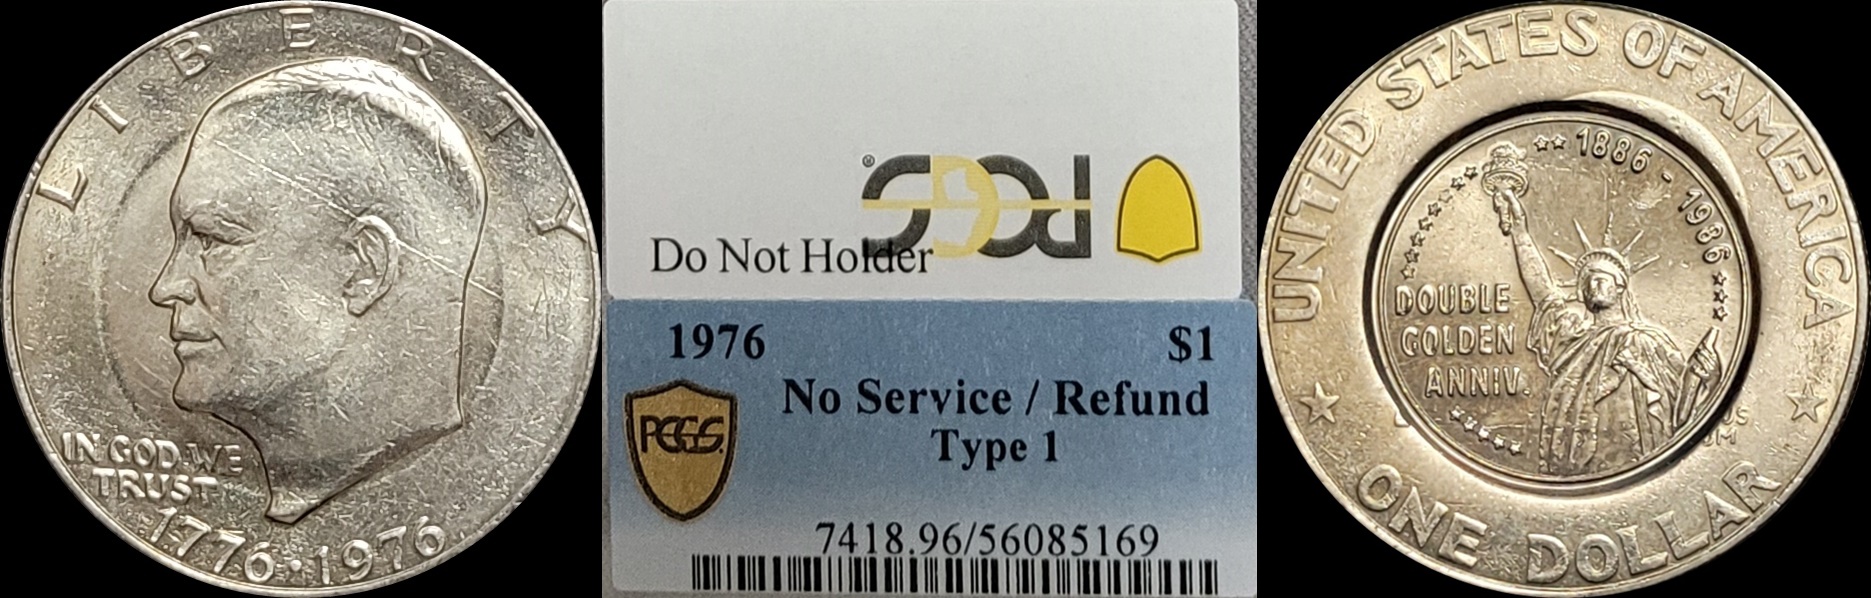 LIBERTY
IN GOD WE
TRUST
1776·1976
PCGS
®
Do Not Holder
1976 $1
No Service / Refund
Type 1
PCGS
7418.96/56085169
UNITED STATES OF AMERICA
1886 - 1986
DOUBLE
GOLDEN
ANNIV.
ONE DOLLAR